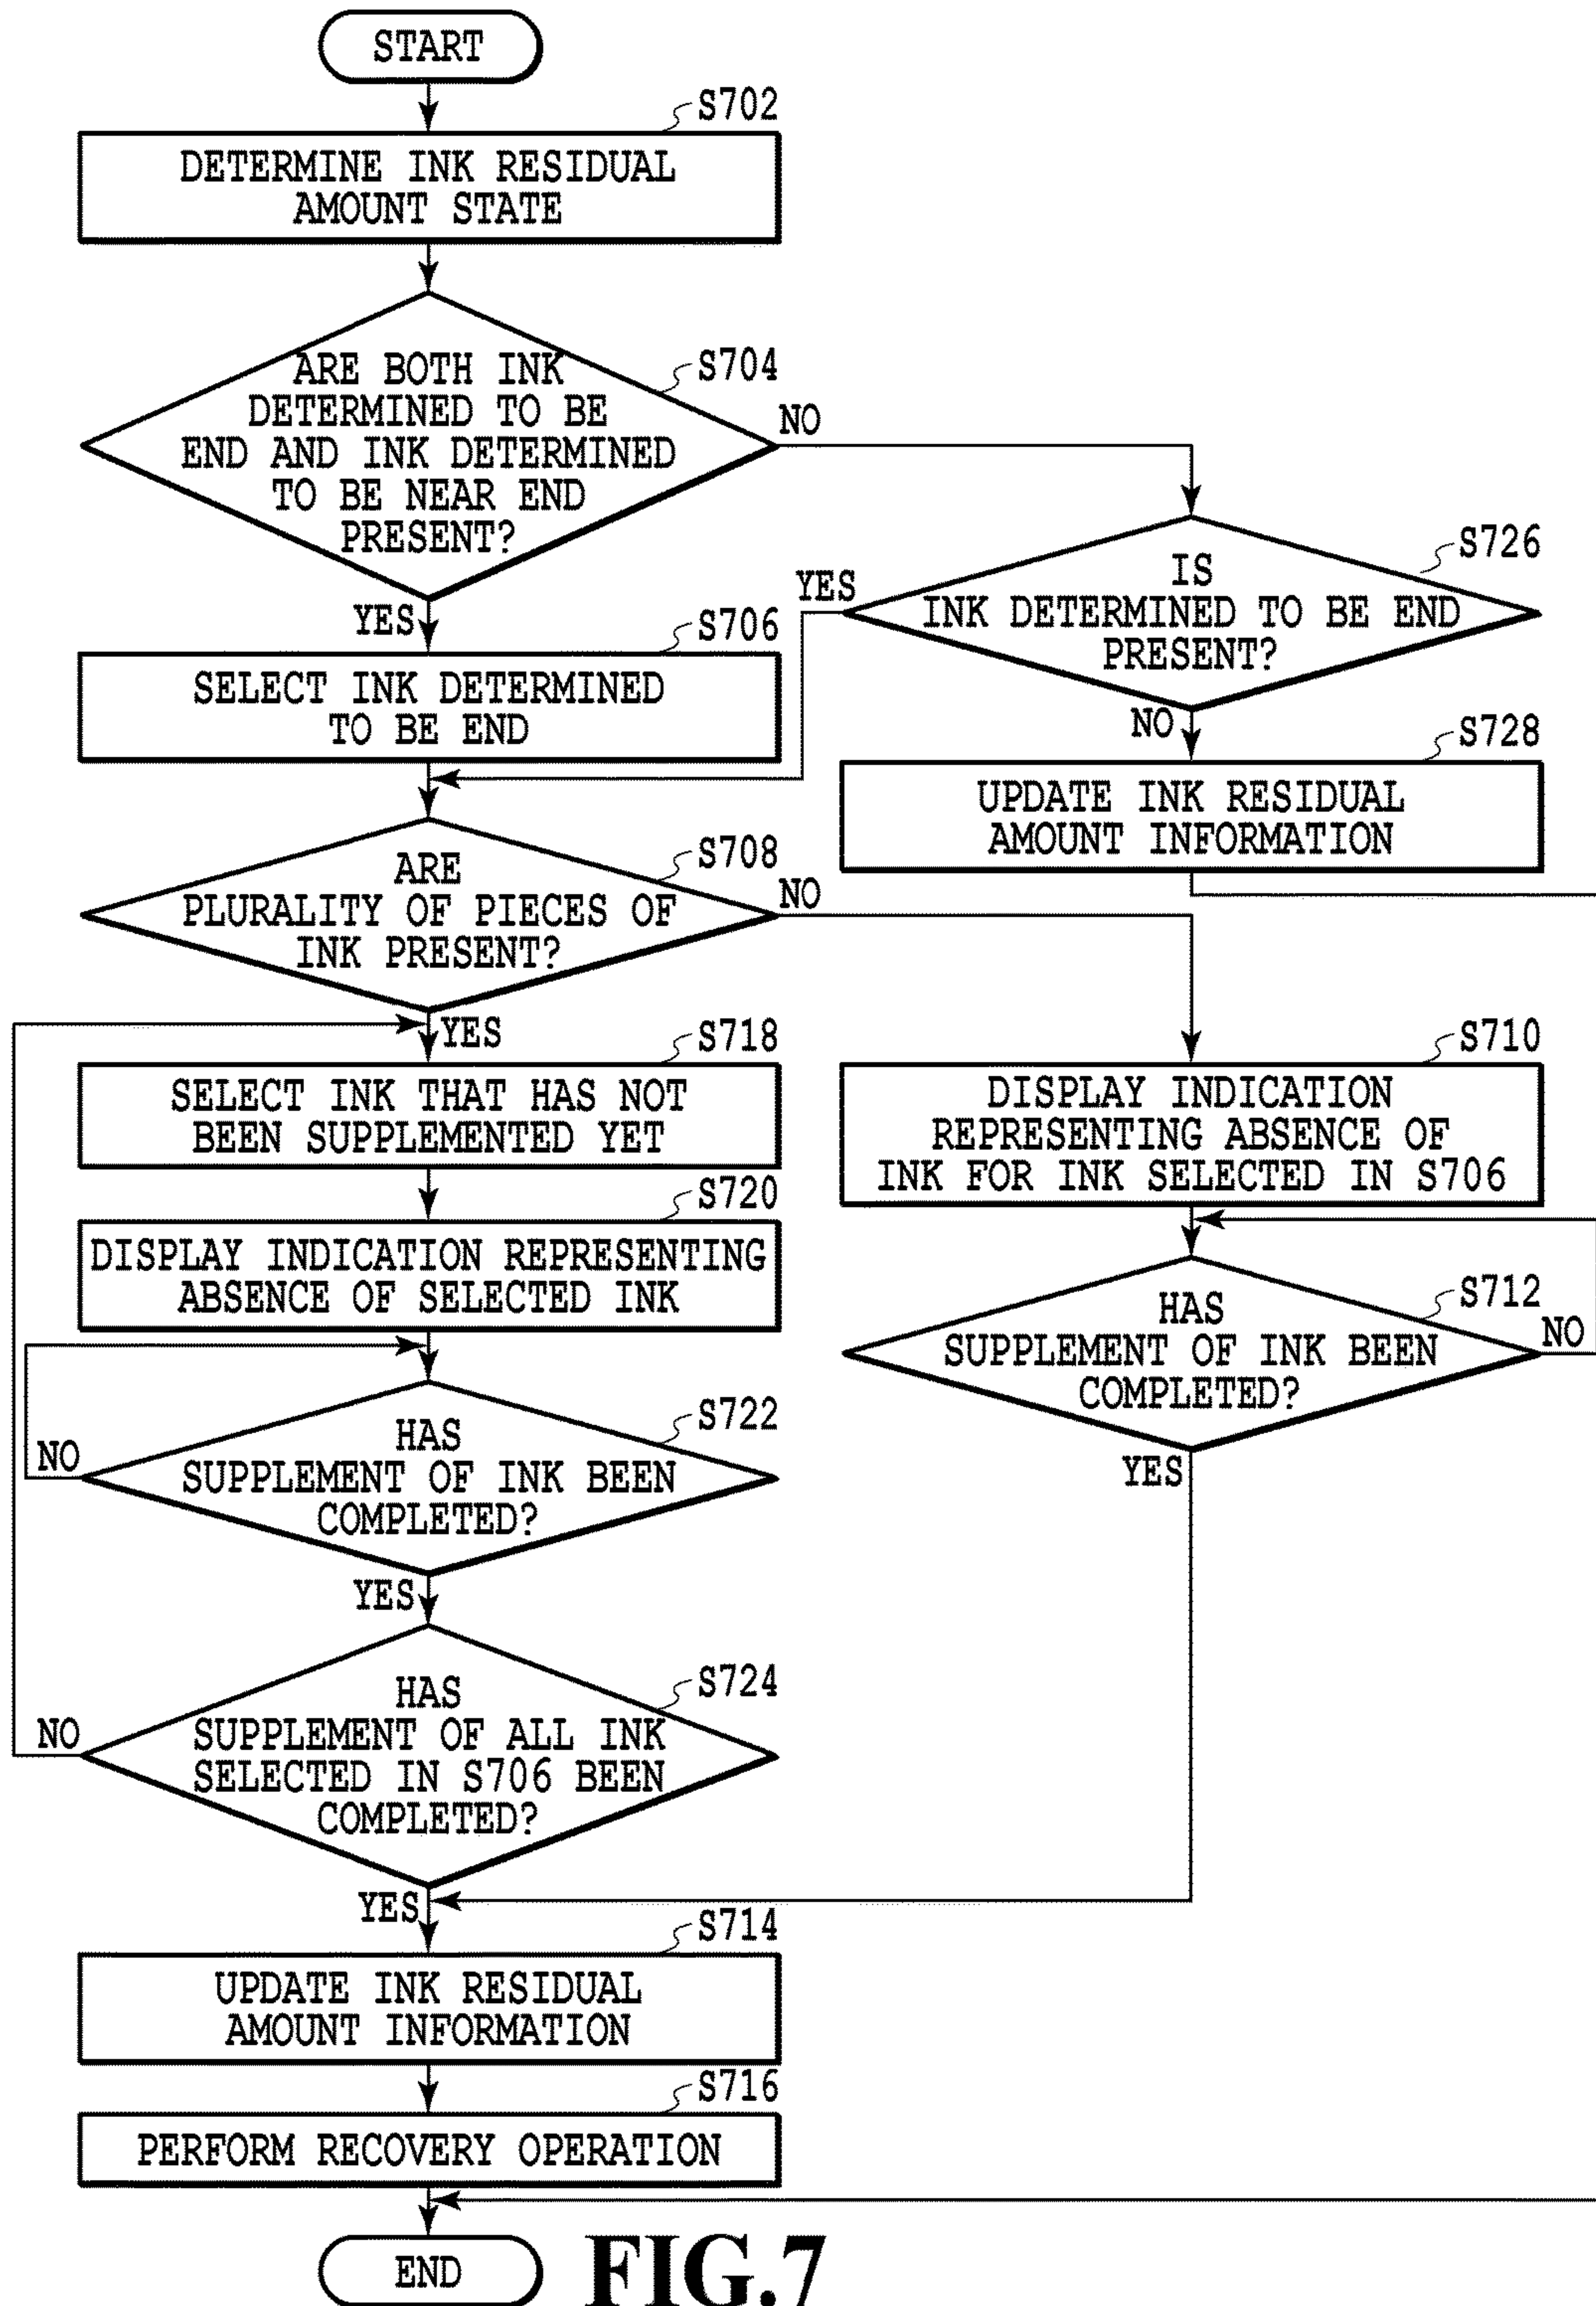 START
S702
DETERMINE INK RESIDUAL
AMOUNT STATE
S704
ARE BOTH INK
DETERMINED TO BE
END AND INK DETERMINED
TO BE NEAR END
PRESENT?
NO
YES
S726
IS
INK DETERMINED TO BE END
PRESENT?
YES
NO
S706
SELECT INK DETERMINED
TO BE END
S728
UPDATE INK RESIDUAL
AMOUNT INFORMATION
S708
ARE
PLURALITY OF PIECES OF
INK PRESENT?
NO
YES
S718
SELECT INK THAT HAS NOT
BEEN SUPPLEMENTED YET
S710
DISPLAY INDICATION
REPRESENTING ABSENCE OF
INK FOR INK SELECTED IN S706
S720
DISPLAY INDICATION REPRESENTING
ABSENCE OF SELECTED INK
S712
HAS
SUPPLEMENT OF INK BEEN
COMPLETED?
NO
YES
S722
HAS
SUPPLEMENT OF INK BEEN
COMPLETED?
NO
YES
S724
HAS
SUPPLEMENT OF ALL INK
SELECTED IN S706 BEEN
COMPLETED?
NO
YES
S714
UPDATE INK RESIDUAL
AMOUNT INFORMATION
S716
PERFORM RECOVERY OPERATION
END
FIG.7